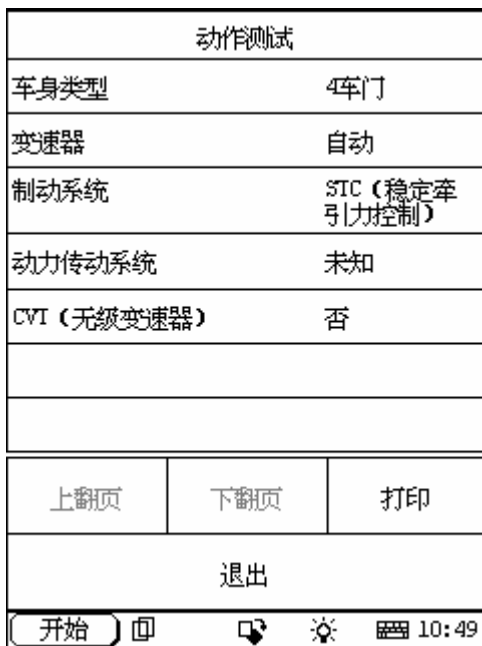 动作测试
车身类型 4车门
变速器 自动
制动系统 STC（稳定牵
引力控制）
动力传动系统 未知
CVT（无级变速器） 否
上翻页 下翻页 打印
退出
开始 10:49